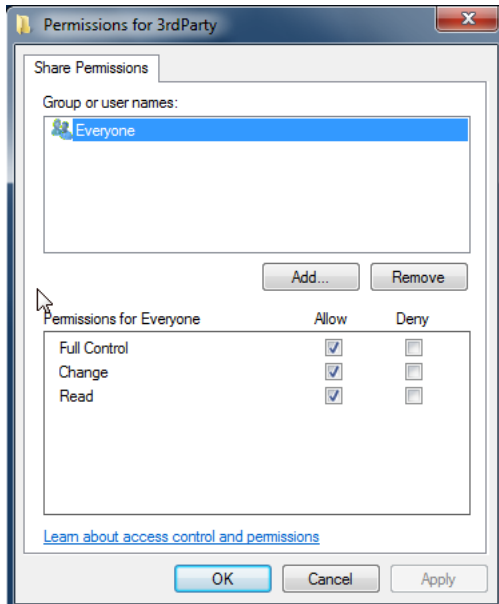 Permissions for 3rdParty
Share Permissions
Group or user names:
Everyone
Add... Remove
Permissions for Everyone Allow Deny
Full Control
Change
Read
Learn about access control and permissions
OK Cancel Apply